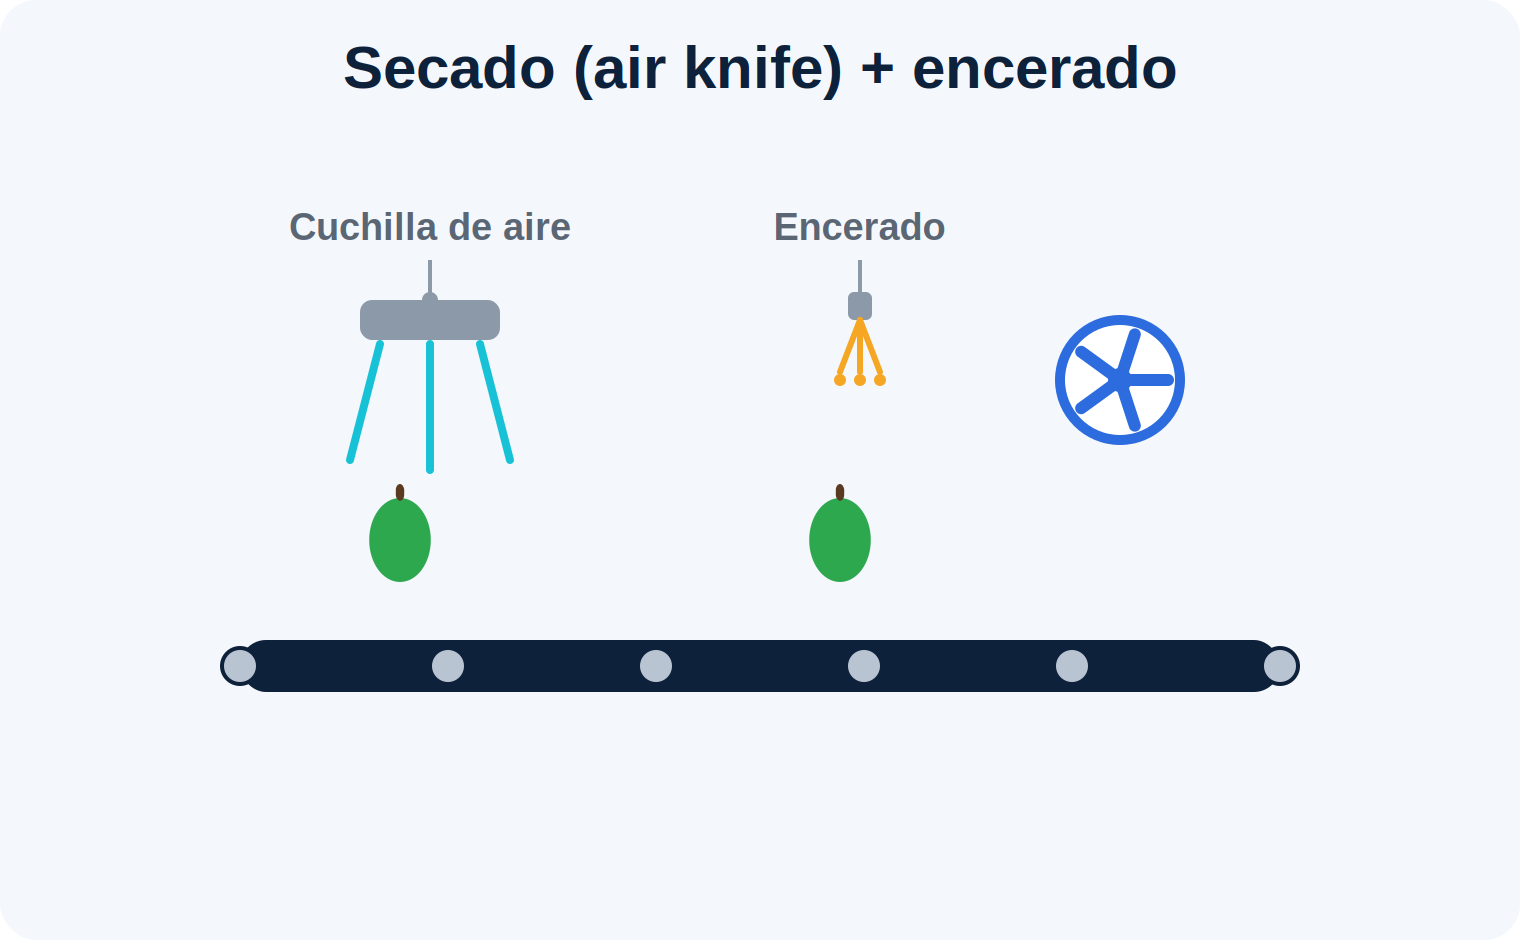 Secado (air knife) + encerado
Cuchilla de aire
Encerado